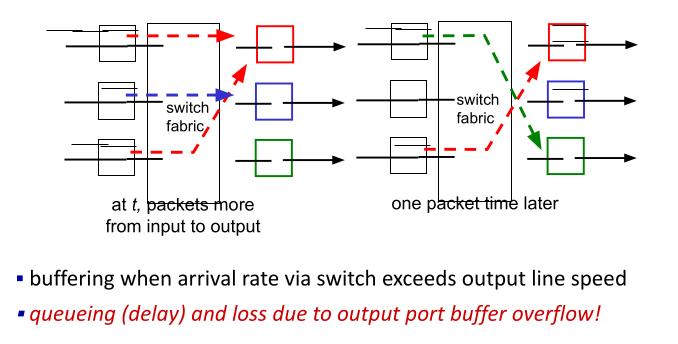 switch
fabric
switch
fabric
at t, packets more
from input to output
one packet time later
▪ buffering when arrival rate via switch exceeds output line speed
▪ queueing (delay) and loss due to output port buffer overflow!